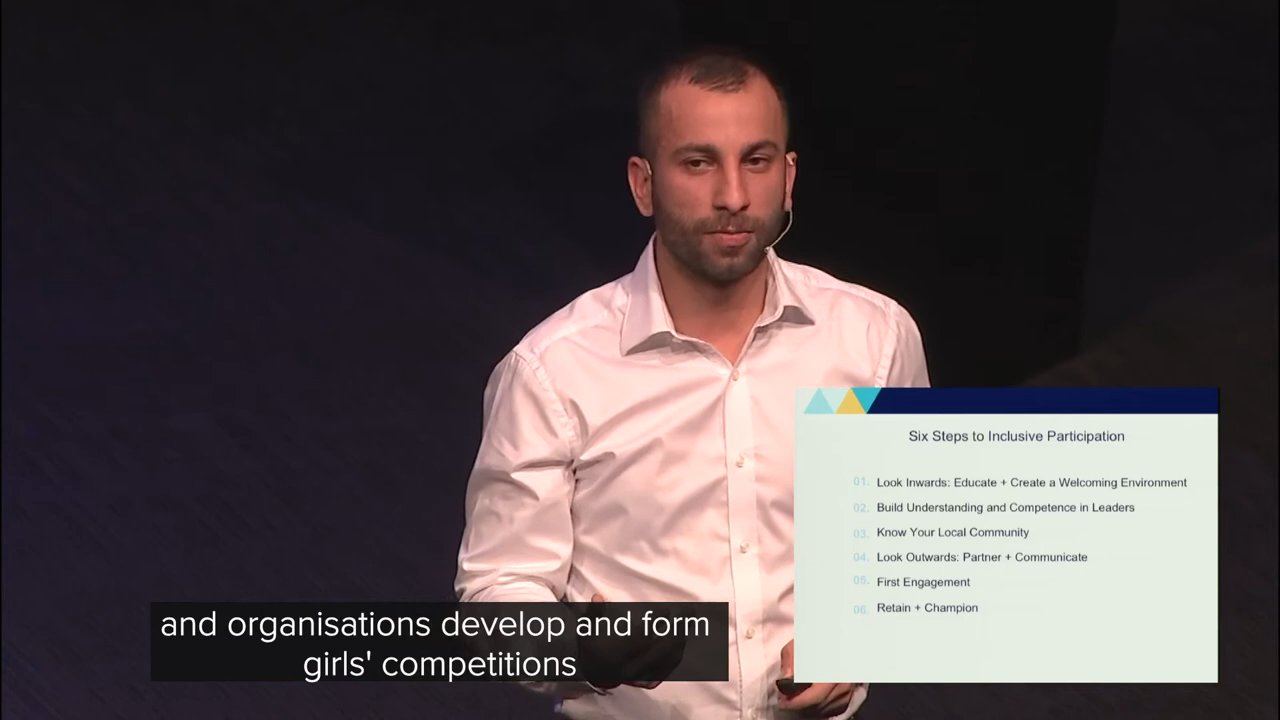 Six Steps to Inclusive Participation
01. Look Inwards: Educate + Create a Welcoming Environment
02. Build Understanding and Competence in Leaders
03. Know Your Local Community
04. Look Outwards: Partner + Communicate
05. First Engagement
06. Retain + Champion
and organisations develop and form
girls' competitions